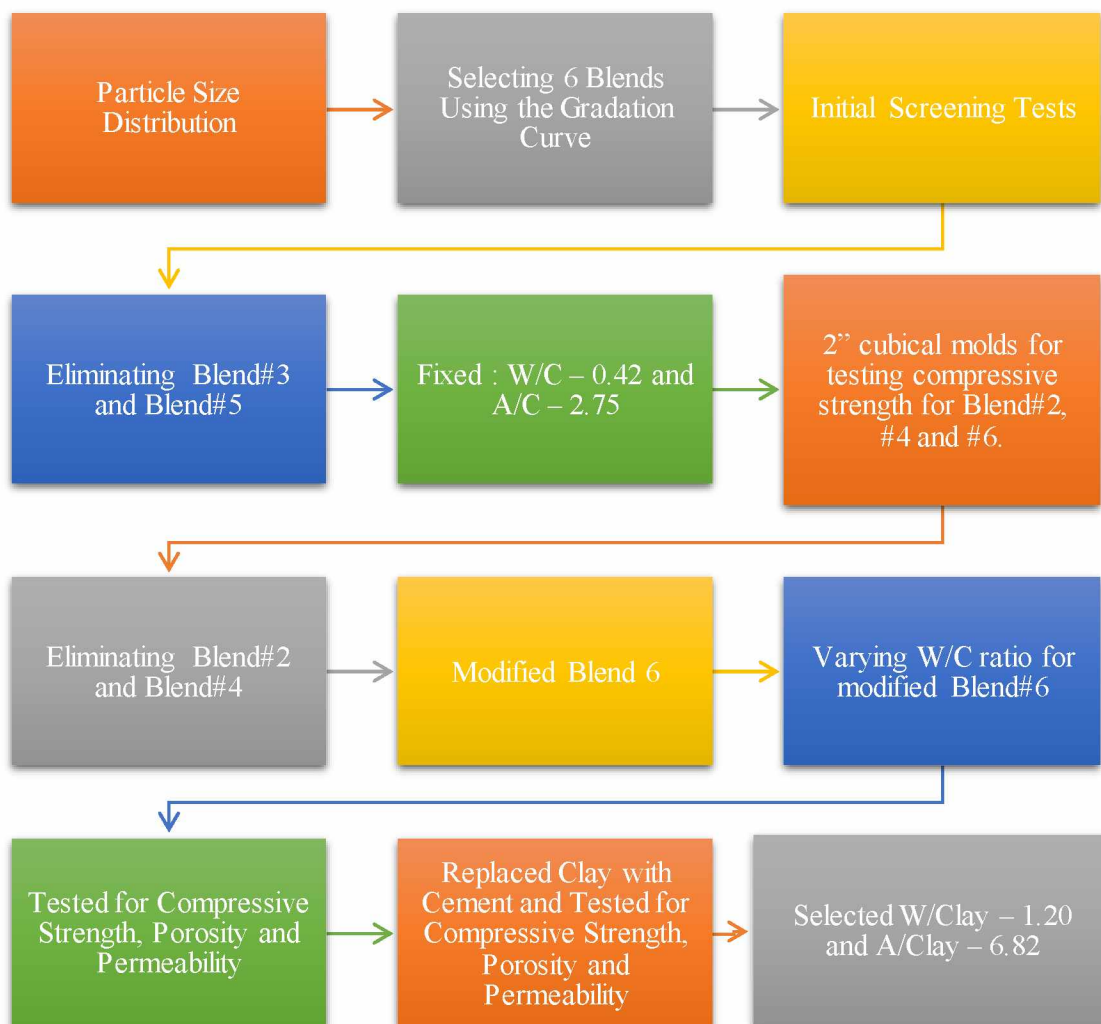 Particle Size
Distribution
Selecting 6 Blends
Using the Gradation
Curve
Initial Screening Tests
Eliminating Blend#3
and Blend#5
Fixed : W/C – 0.42 and
A/C – 2.75
2” cubical molds for
testing compressive
strength for Blend#2,
#4 and #6.
Eliminating Blend#2
and Blend#4
Modified Blend 6
Varying W/C ratio for
modified Blend#6
Tested for Compressive
Strength, Porosity and
Permeability
Replaced Clay with
Cement and Tested for
Compressive Strength,
Porosity and
Permeability
Selected W/Clay – 1.20
and A/Clay – 6.82